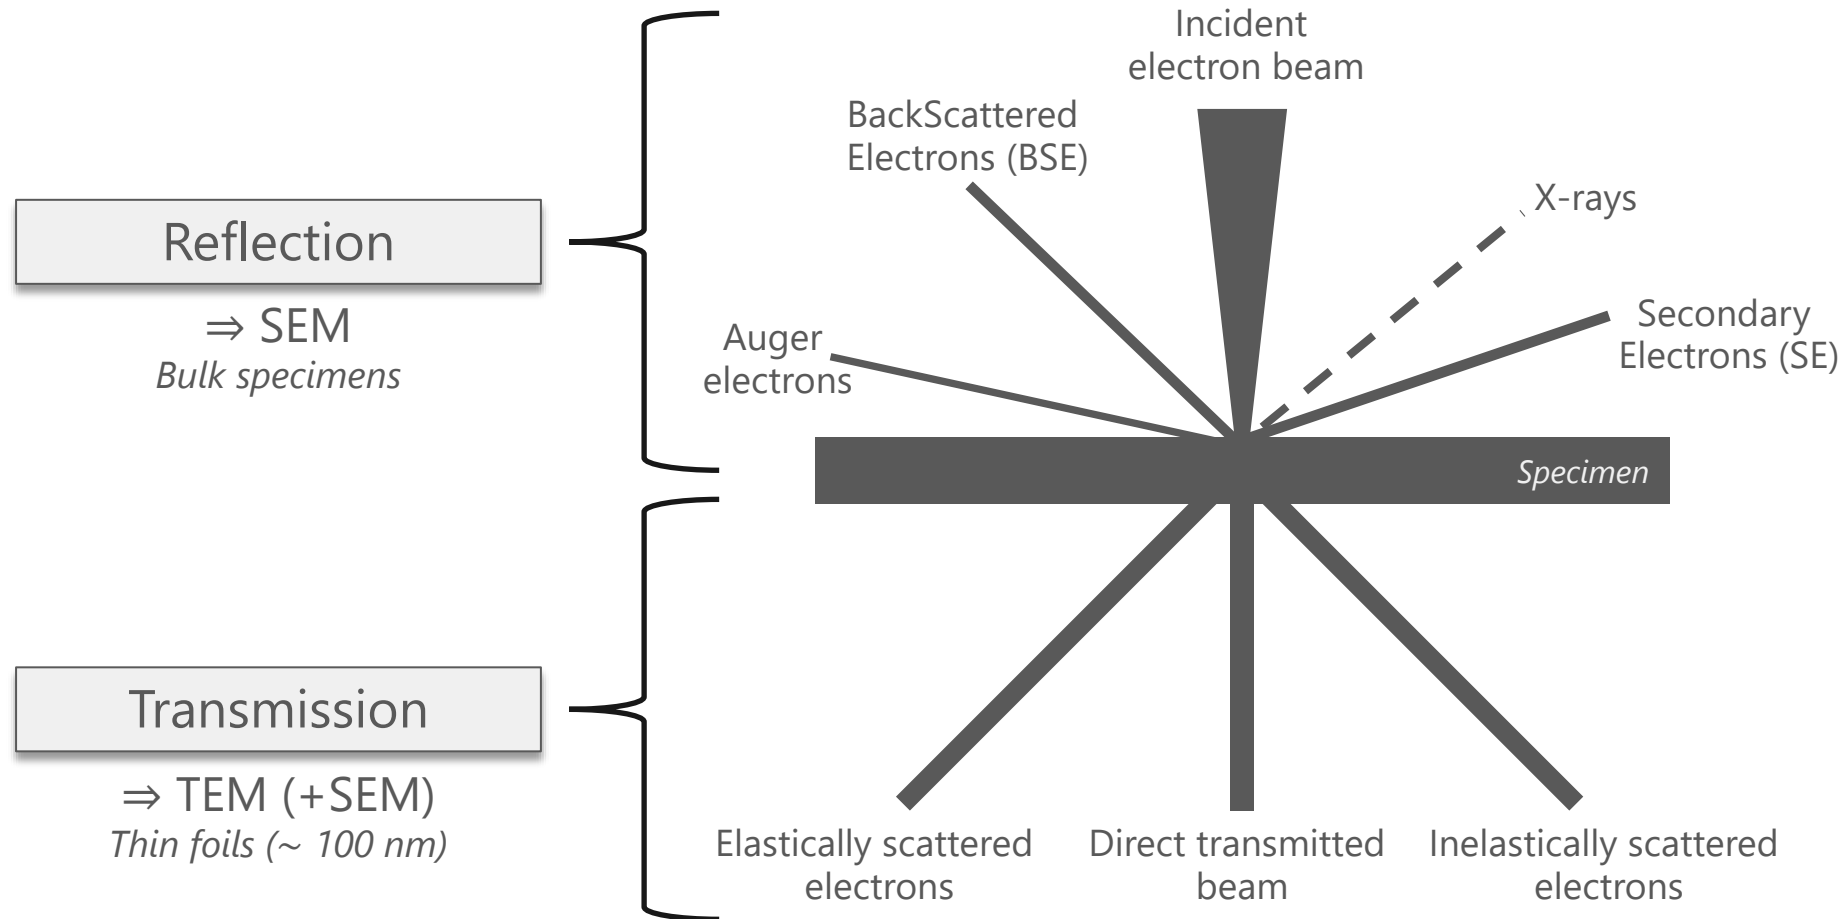 Reflection
⇒ SEM
Bulk specimens
Transmission
⇒ TEM (+SEM)
Thin foils (~ 100 nm)
Incident
electron beam
BackScattered
Electrons (BSE)
X-rays
Auger
electrons
Secondary
Electrons (SE)
Specimen
Elastically scattered
electrons
Direct transmitted
beam
Inelastically scattered
electrons